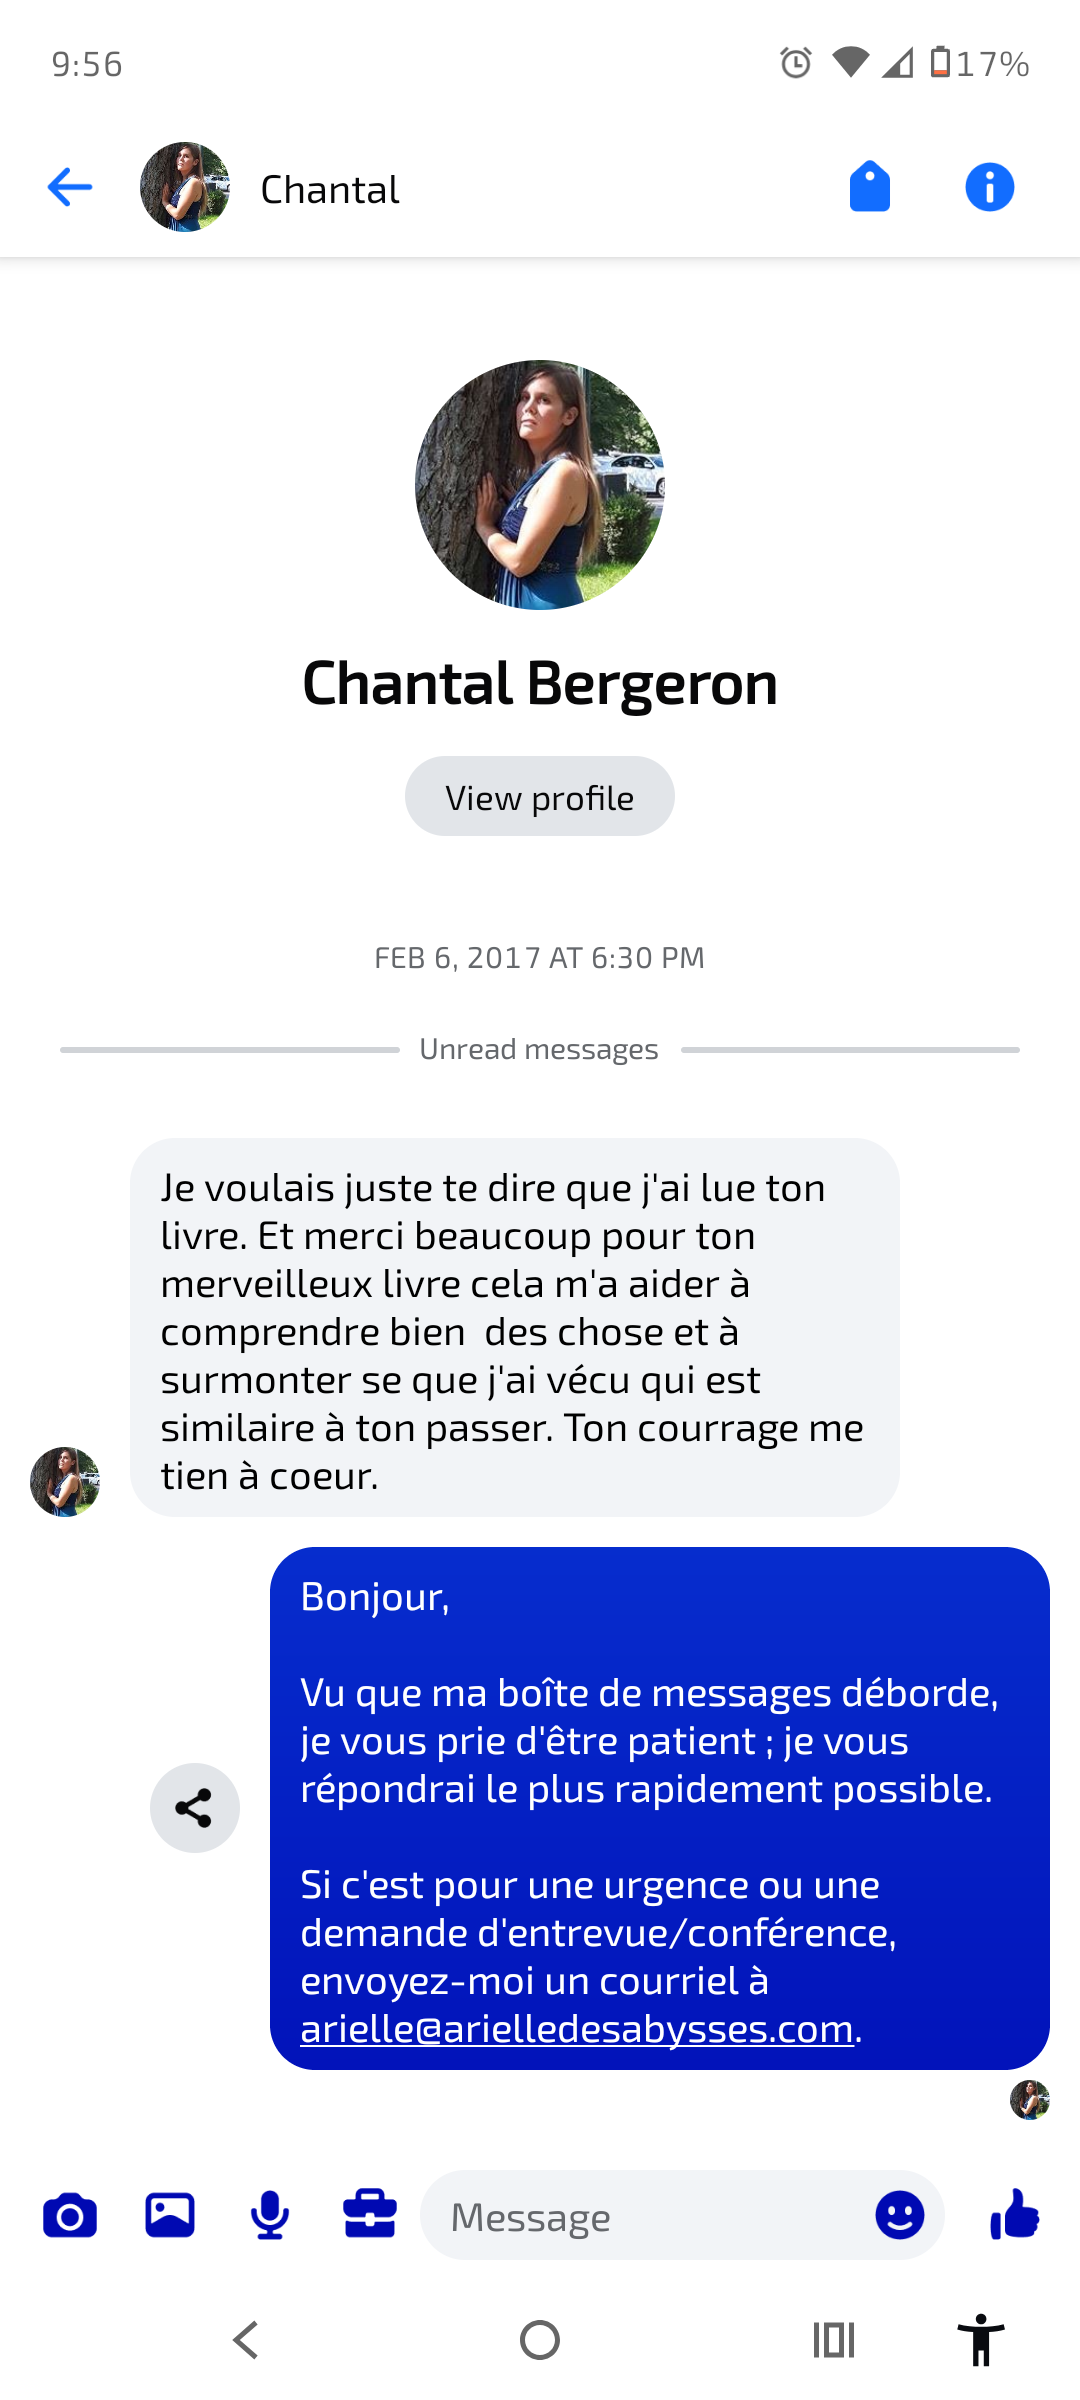 9:56
17%
Chantal
Chantal Bergeron
View profile
FEB 6, 2017 AT 6:30 PM
Unread messages
Je voulais juste te dire que j'ai lue ton
livre. Et merci beaucoup pour ton
merveilleux livre cela m'a aider à
comprendre bien  des chose et à
surmonter se que j'ai vécu qui est
similaire à ton passer. Ton courrage me
tien à coeur.
Bonjour,
Vu que ma boîte de messages déborde,
je vous prie d'être patient ; je vous
répondrai le plus rapidement possible.
Si c'est pour une urgence ou une
demande d'entrevue/conférence,
envoyez-moi un courriel à
arielle@arielledesabysses.com.
Message